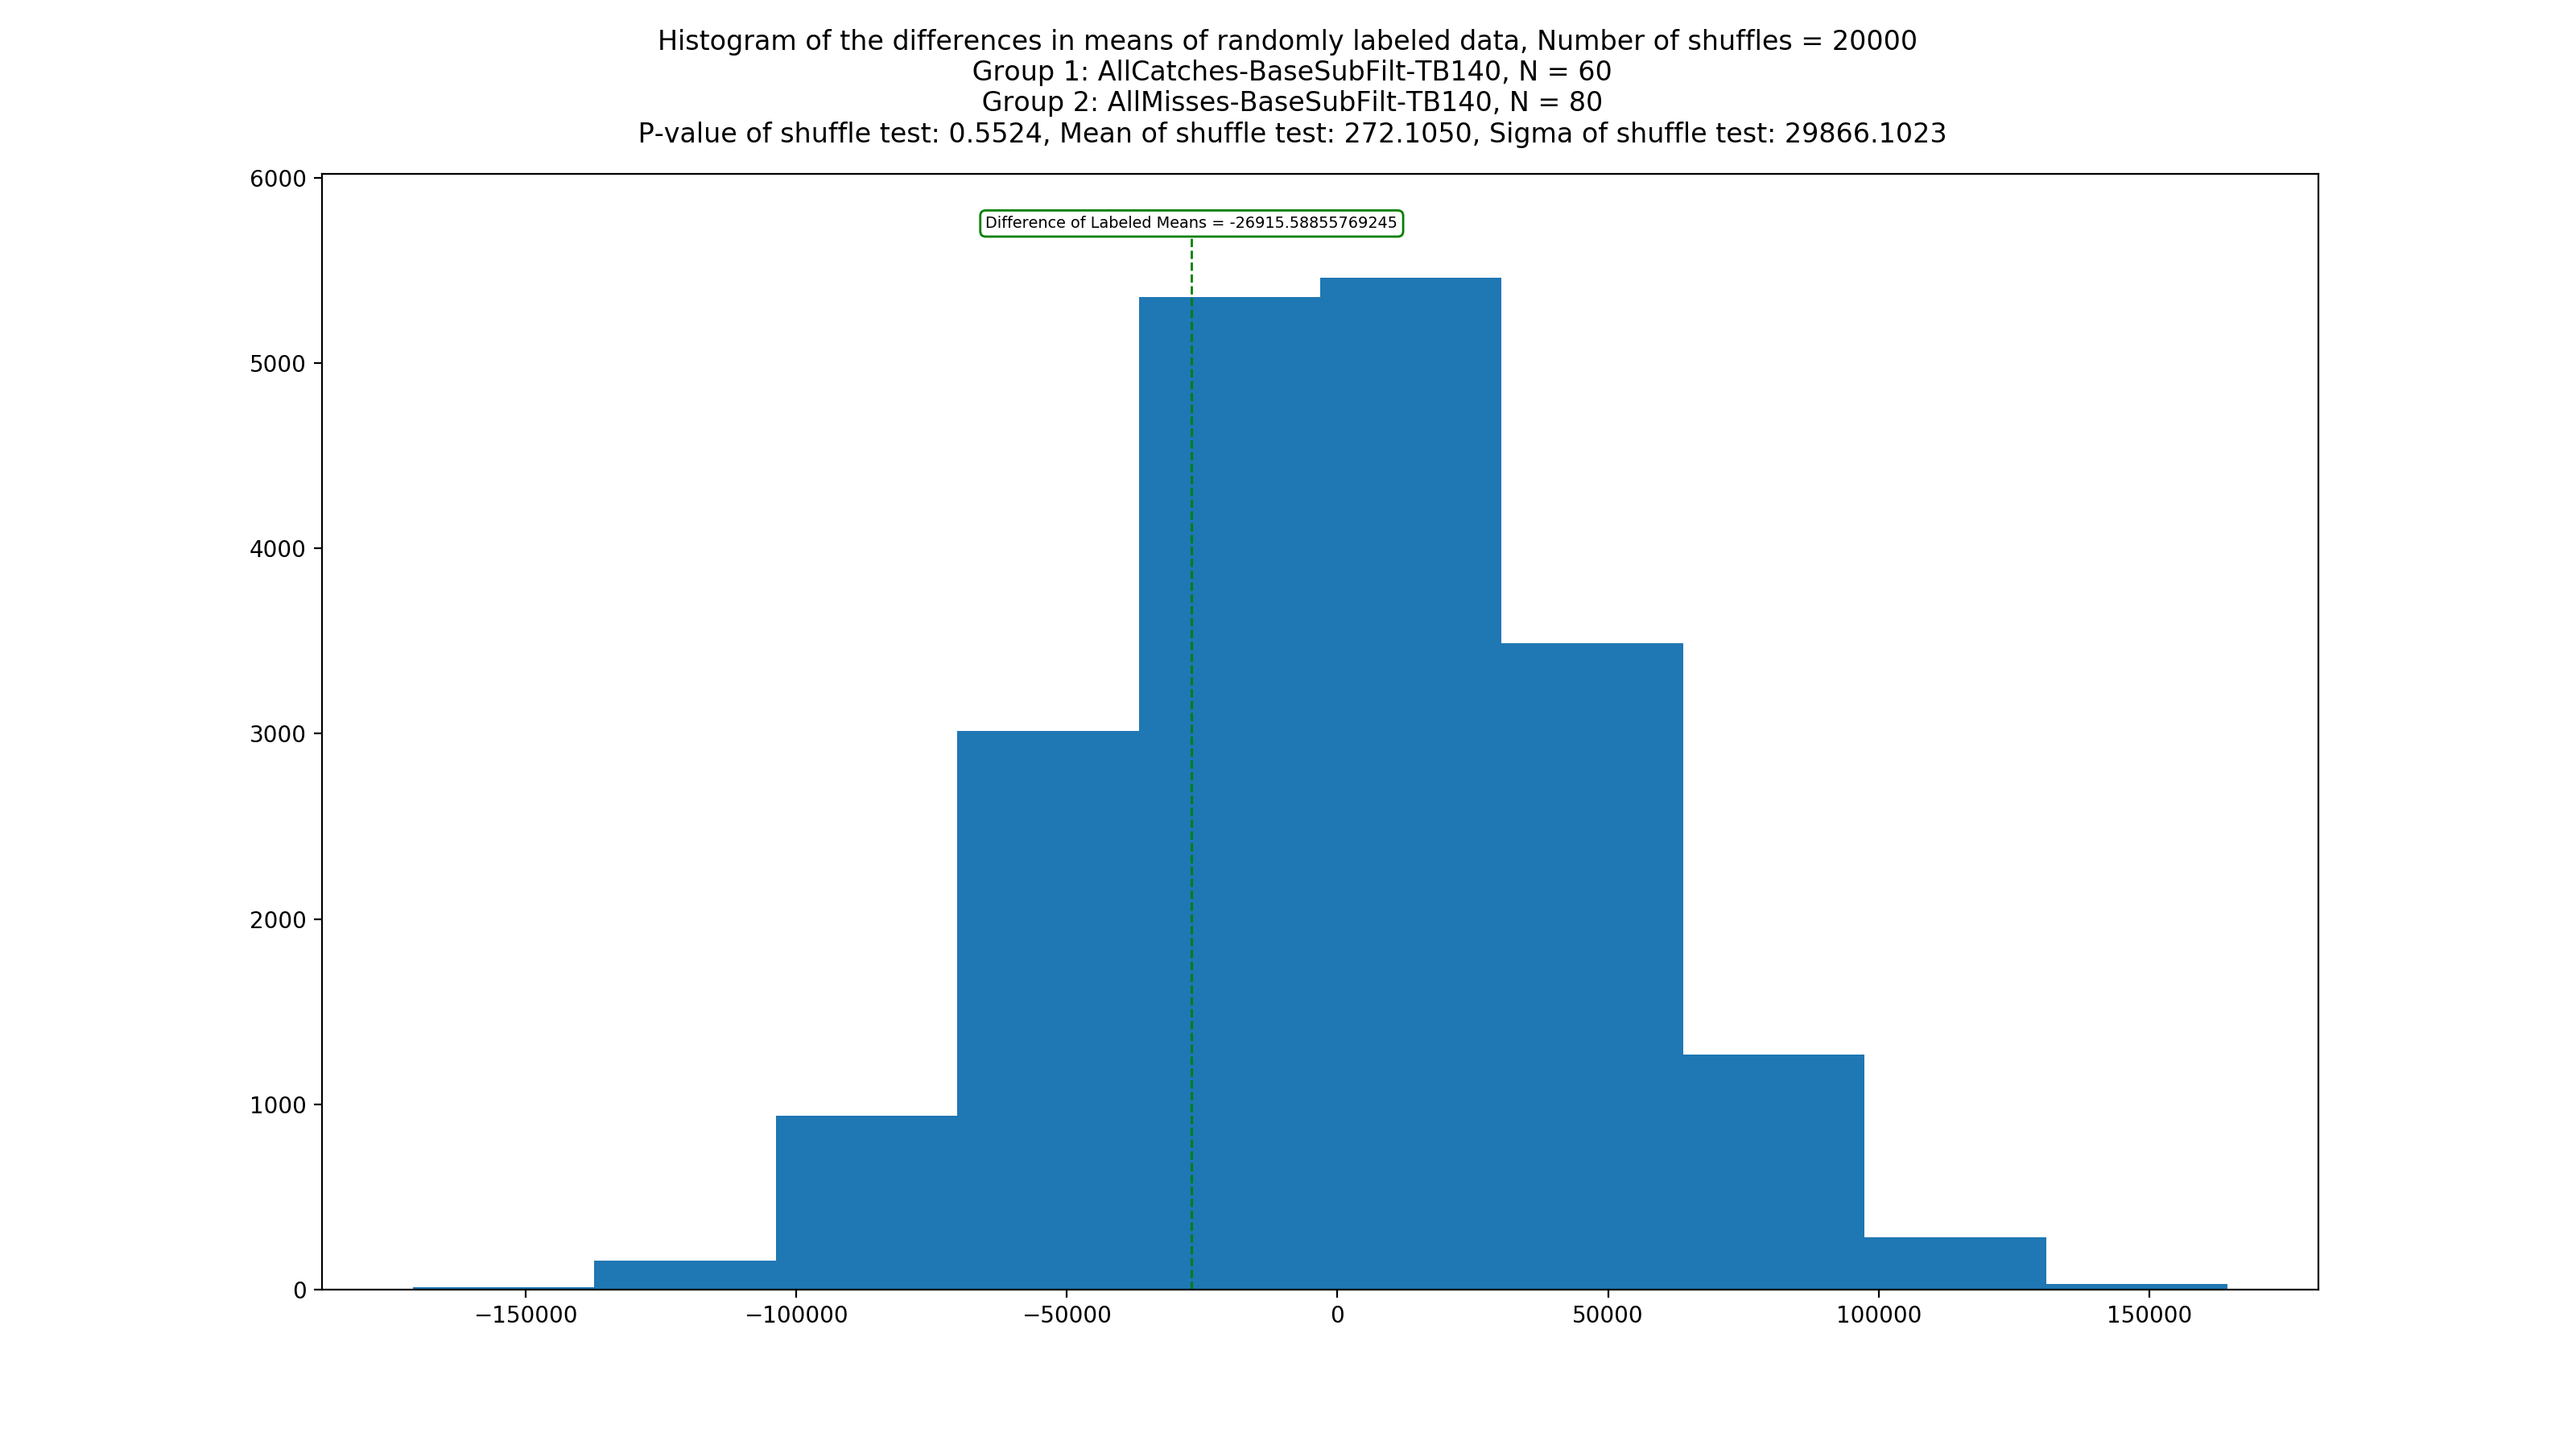 Histogram of the differences in means of randomly labeled data, Number of shuffles = 20000
Group 1: AllCatches-BaseSubFilt-TB140, N = 60
Group 2: AllMisses-BaseSubFilt-TB140, N = 80
P-value of shuffle test: 0.5524, Mean of shuffle test: 272.1050, Sigma of shuffle test: 29866.1023
6000
Difference of Labeled Means = -26915.58855769245
5000
4000
3000
2000
1000
0
−150000 −100000 −50000 0 50000 100000 150000